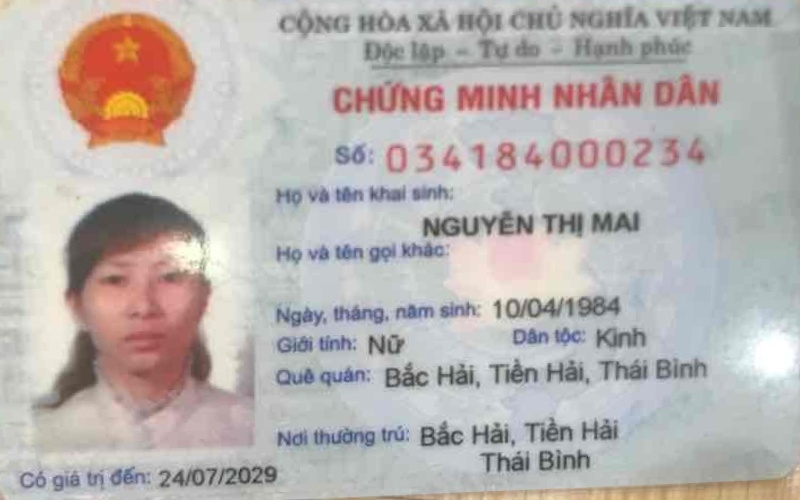 CỘNG HÒA XÃ HỘI CHỦ NGHĨA VIỆT NAM
Độc lập - Tự do - Hạnh phúc
CHỨNG MINH NHÂN DÂN
Số: 034184000234
Họ và tên khai sinh:
NGUYỄN THỊ MAI
Họ và tên gọi khác:
Ngày, tháng, năm sinh: 10/04/1984
Giới tính: Nữ Dân tộc: Kinh
Quê quán: Bắc Hải, Tiền Hải, Thái Bình
Nơi thường trú: Bắc Hải, Tiền Hải
Thái Bình
Có giá trị đến: 24/07/2029